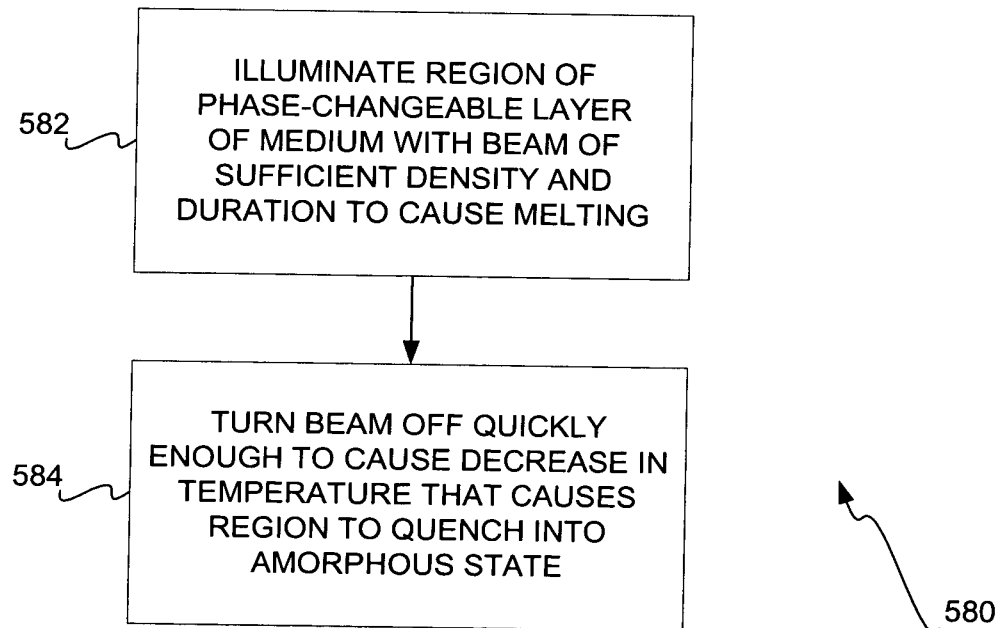 582
ILLUMINATE REGION OF
PHASE-CHANGEABLE LAYER
OF MEDIUM WITH BEAM OF
SUFFICIENT DENSITY AND
DURATION TO CAUSE MELTING
584
TURN BEAM OFF QUICKLY
ENOUGH TO CAUSE DECREASE IN
TEMPERATURE THAT CAUSES
REGION TO QUENCH INTO
AMORPHOUS STATE
580